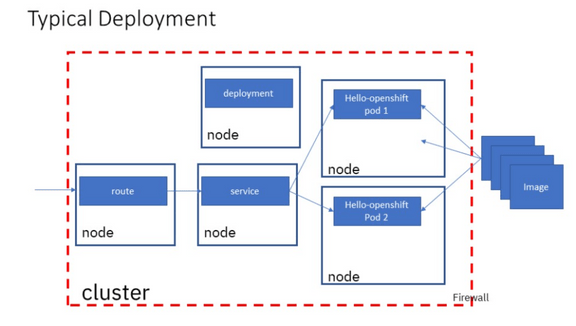 Typical Deployment
deployment
node
Hello-openshift
pod 1
node
route
node
service
node
Hello-openshift
Pod 2
node
Image
cluster
Firewall